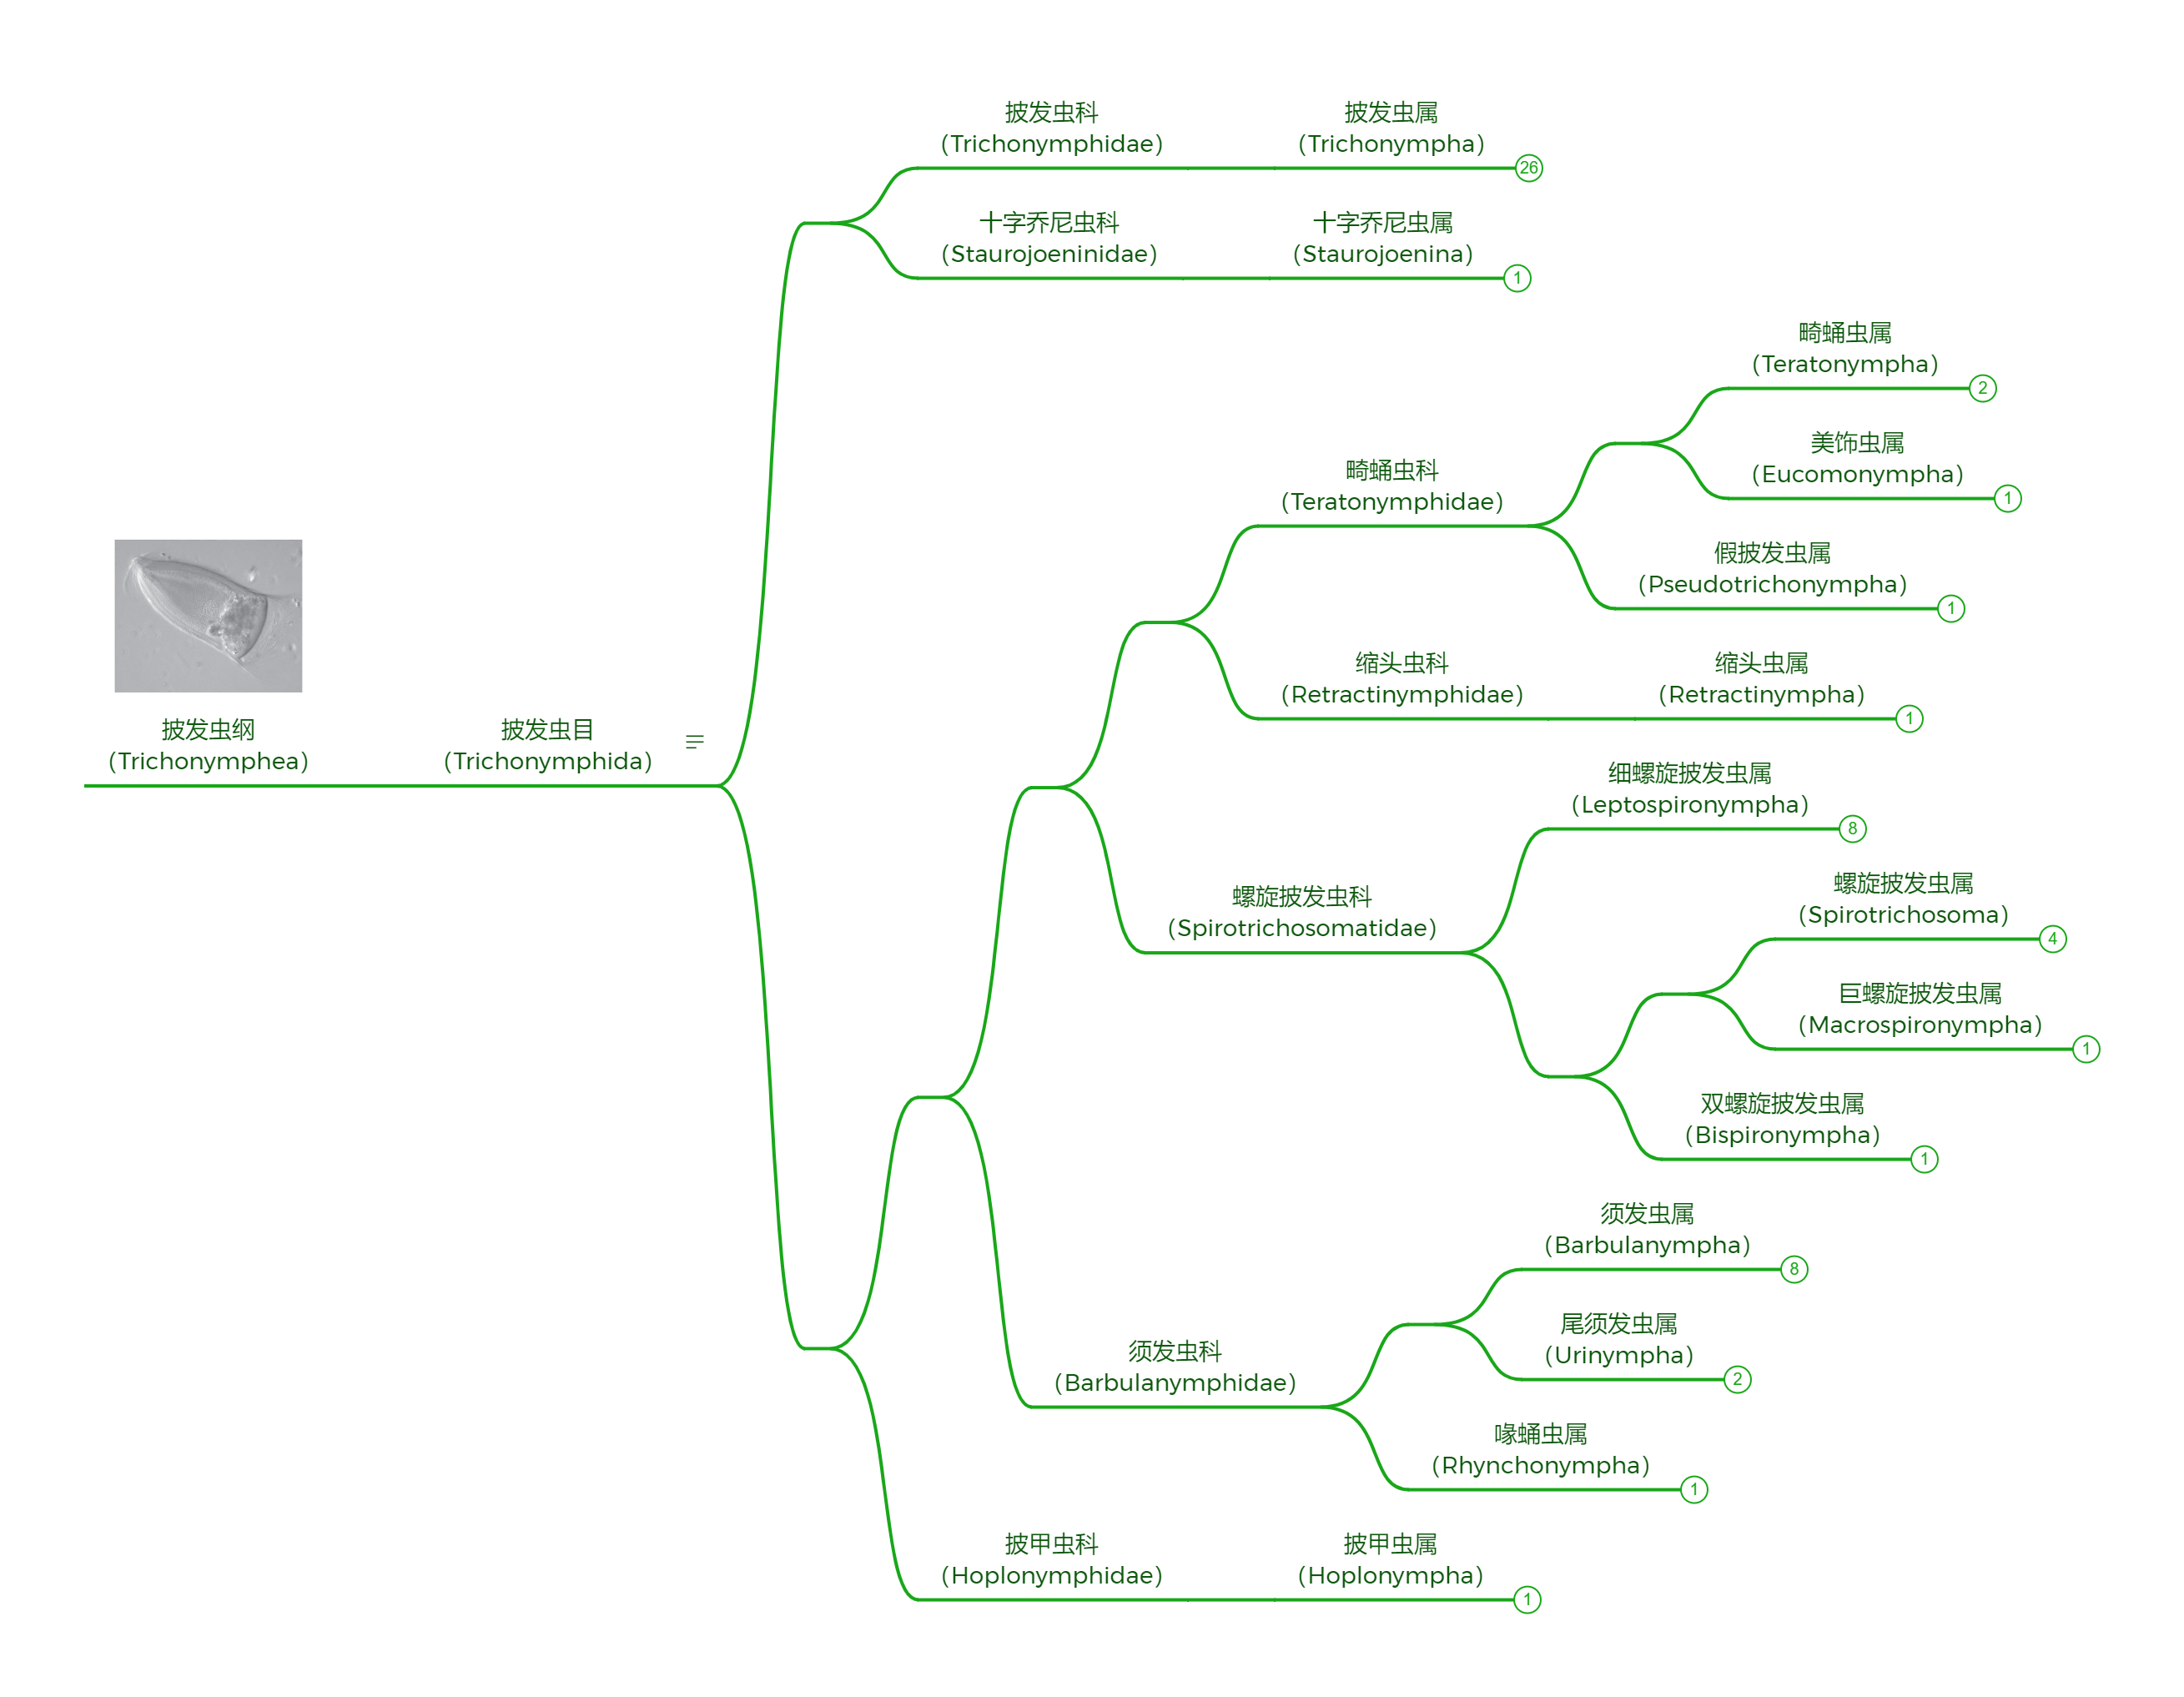 披发虫科
(Trichonymphidae)
披发虫属
(Trichonympha)
26
十字乔尼虫科
(Staurojoeninidae)
十字乔尼虫属
(Staurojoenina)
1
畸蛹虫属
(Teratonympha)
2
美饰虫属
(Eucomonympha)
1
畸蛹虫科
(Teratonymphidae)
假披发虫属
(Pseudotrichonympha)
1
缩头虫科
(Retractinymphidae)
缩头虫属
(Retractinympha)
1
披发虫纲
(Trichonymphea)
披发虫目
(Trichonymphida)
细螺旋披发虫属
(Leptospironympha)
8
螺旋披发虫科
(Spirotrichosomatidae)
螺旋披发虫属
(Spirotrichosoma)
4
巨螺旋披发虫属
(Macrospironympha)
1
双螺旋披发虫属
(Bispironympha)
1
须发虫属
(Barbulanympha)
8
尾须发虫属
(Urinympha)
2
须发虫科
(Barbulanymphidae)
喙蛹虫属
(Rhynchonympha)
1
披甲虫科
(Hoplonymphidae)
披甲虫属
(Hoplonympha)
1